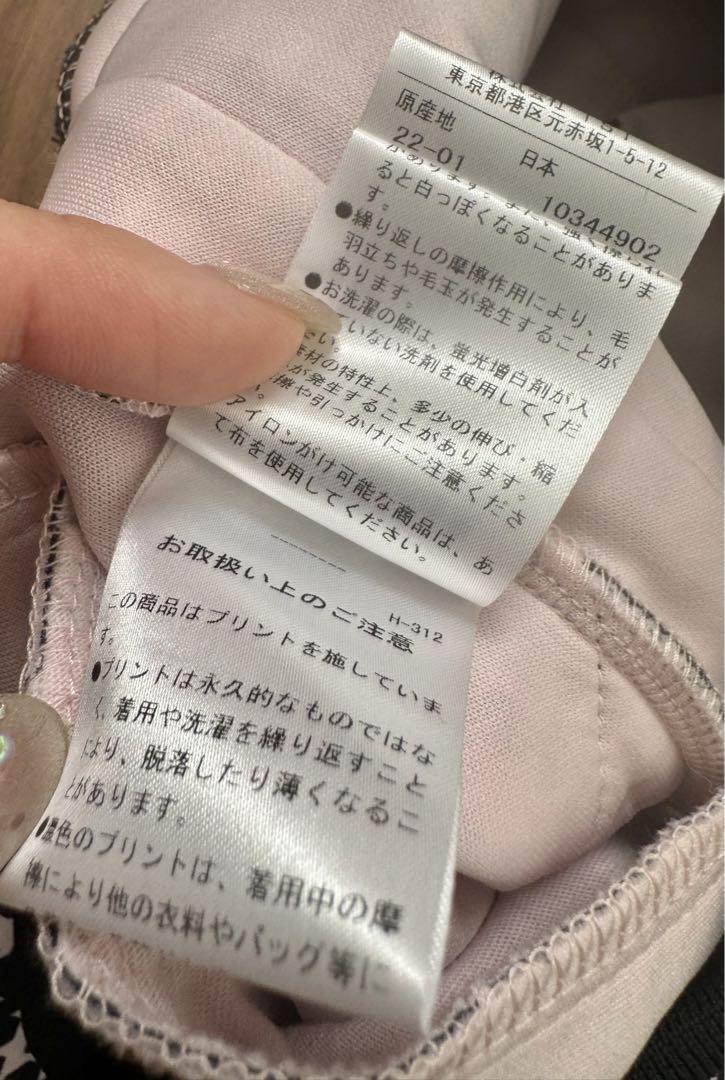 株式会社 TSI
東京都港区元赤坂1-5-12
原産地 日本
22-01 10344902
ると白っぽくなることがありま
す。
●繰り返しの摩擦作用により、毛
羽立ちや毛玉が発生することが
あります。
●お洗濯の際は、蛍光増白剤が入
ていない洗剤を使用してくだ
さい。
素材の特性上、多少の伸び・縮
が発生することがあります。
擦や引っかけにご注意くださ
アイロンがけ可能な商品は、あ
て布を使用してください。
お取扱い上のご注意
H-312
この商品はプリントを施していま
す。
●プリントは永久的なものではな
く、着用や洗濯を繰り返すこと
により、脱落したり薄くなるこ
とがあります。
●濃色のプリントは、着用中の摩
擦により他の衣料やバッグ等に